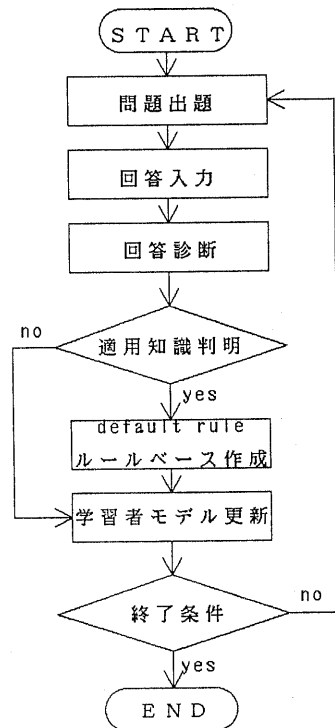 START
問題出題
回答入力
回答診断
no
適用知識判明
yes
default rule
ルールベース作成
学習者モデル更新
no
終了条件
yes
END